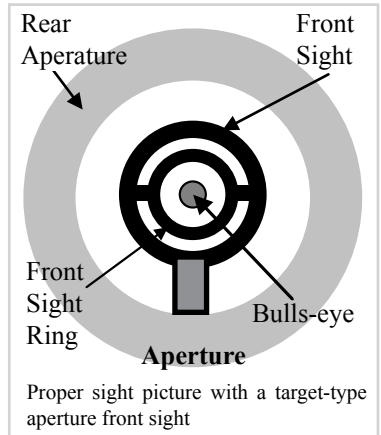 Rear
Aperature
Front
Sight
Front
Sight
Ring
Bulls-eye
Aperture
Proper sight picture with a target-type
aperture front sight